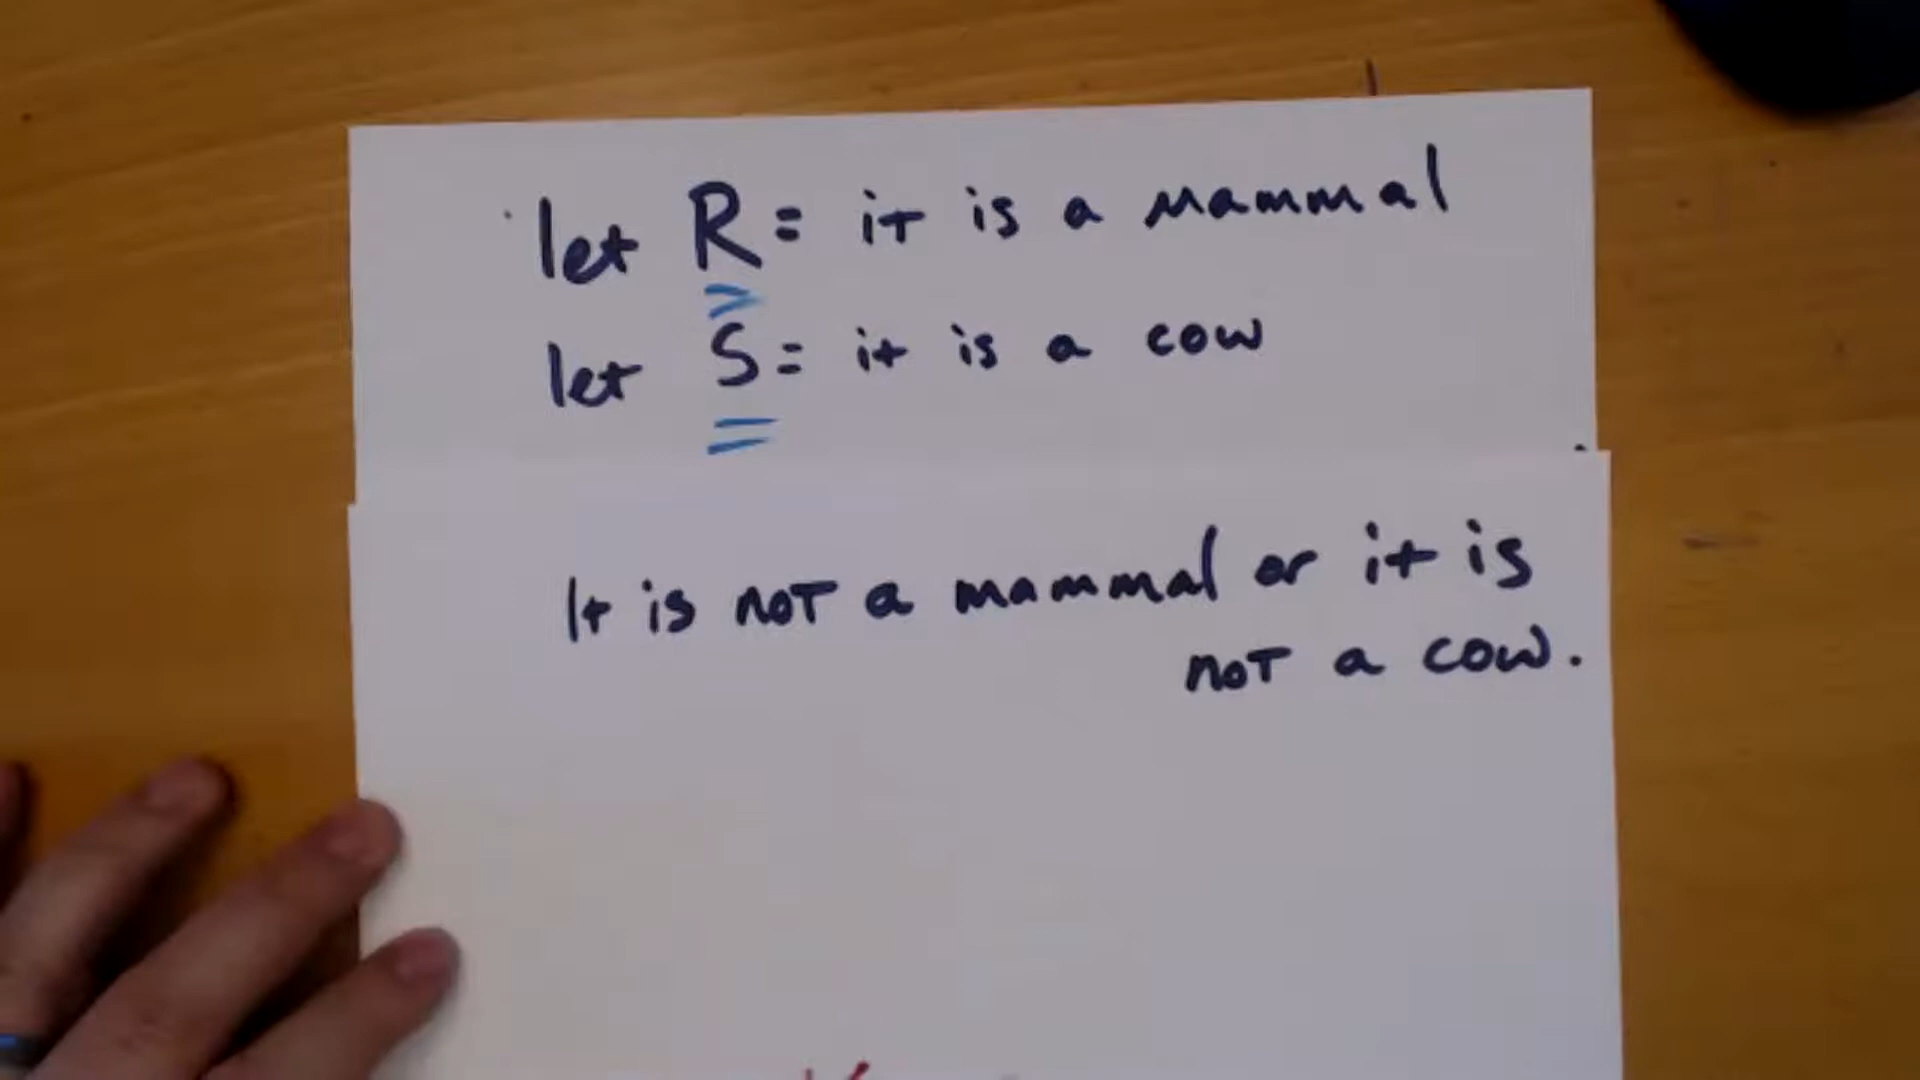 let R = it is a mammal
let S = it is a cow
It is not a mammal or it is
not a cow.